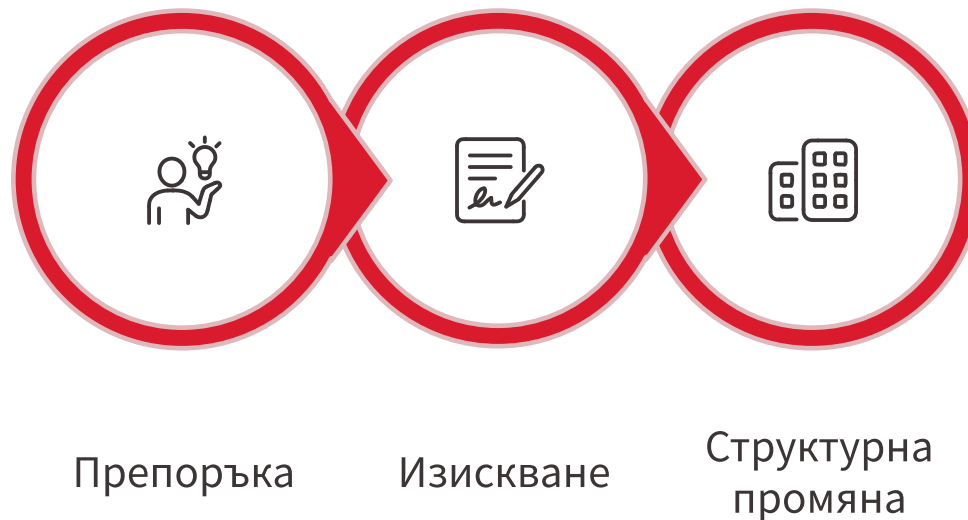 Препоръка
Изискване
Структурна
промяна